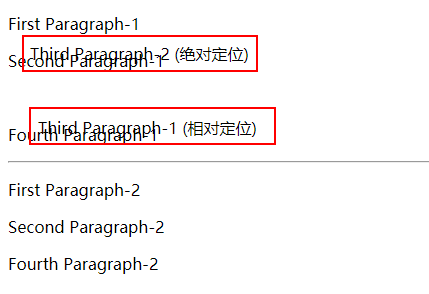 First Paragraph-1
Third Paragraph-2 (绝对定位)
Second Paragraph-1
Third Paragraph-1 (相对定位)
Fourth Paragraph-1
First Paragraph-2
Second Paragraph-2
Fourth Paragraph-2